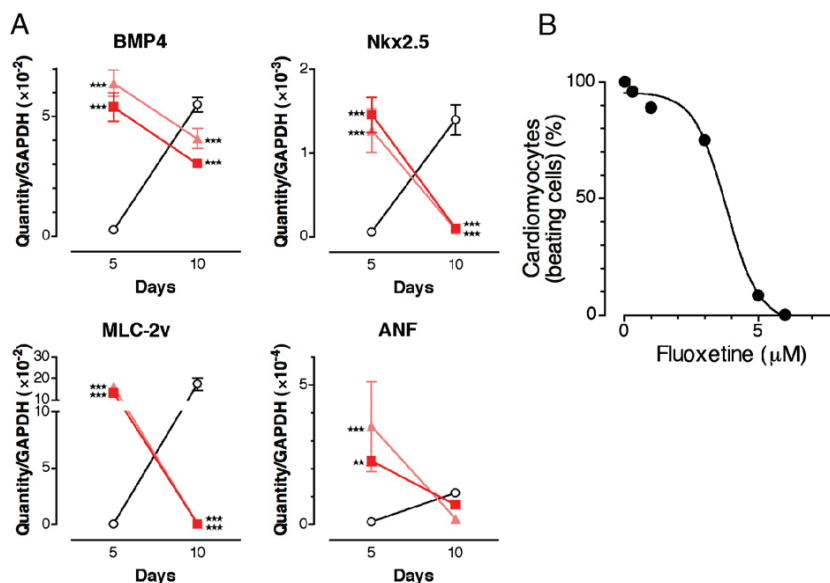 A
BMP4
Quantity/GAPDH (×10-2)
5
0
***
***
***
***
5
10
Days
Nkx2.5
Quantity/GAPDH (×10-3)
2
1
0
***
***
***
***
5
10
Days
MLC-2v
Quantity/GAPDH (×10-2)
30
20
10
10
5
0
***
***
***
***
5
10
Days
ANF
Quantity/GAPDH (×10-4)
5
0
***
**
5
10
Days
B
Cardiomyocytes
(beating cells) (%)
100
50
0
0
5
Fluoxetine (μM)